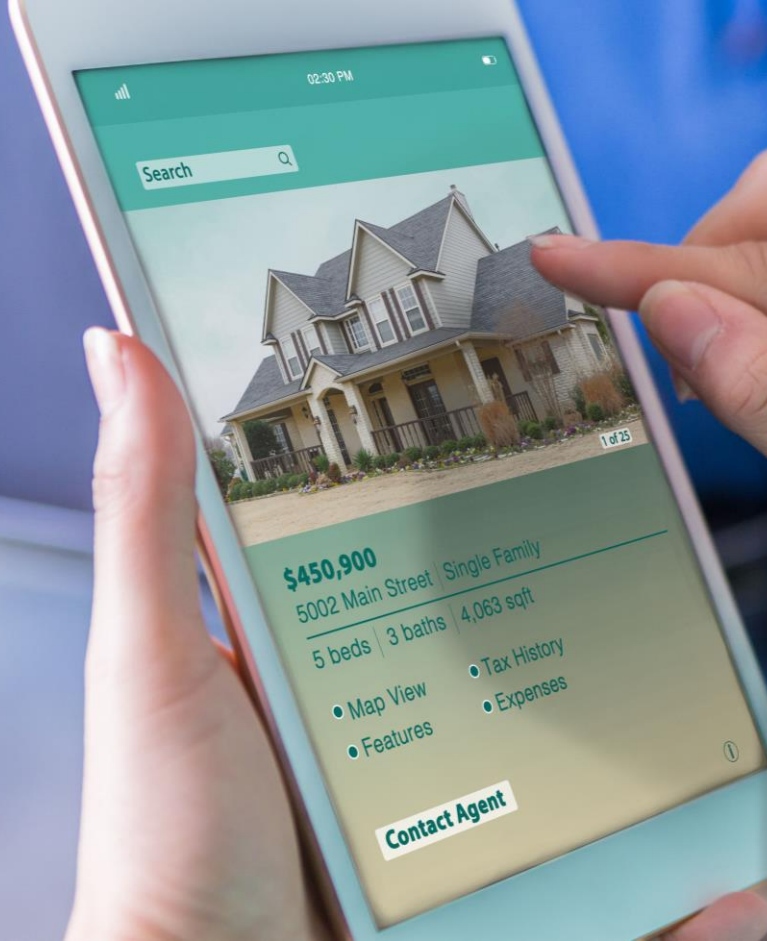 02:30 PM
Search
1 of 25
$450,900
5002 Main Street | Single Family
5 beds | 3 baths | 4,063 sqft
Map View
Tax History
Features
Expenses
i
Contact Agent